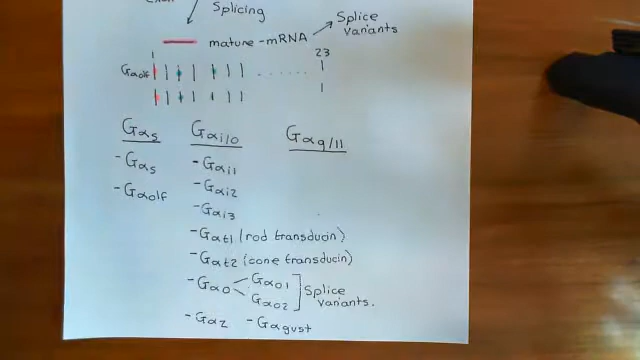 Splicing
mature-mRNA
Splice
variants
1
23
Gαolf
Gαs
Gαi/o
Gαq/11
-Gαs
-Gαolf
-Gαi1
-Gαi2
-Gαi3
-Gαt1 (rod transducin)
-Gαt2 (cone transducin)
-Gαo
Gαo1
Gαo2
Splice
variants.
-Gαz
-Gαgust